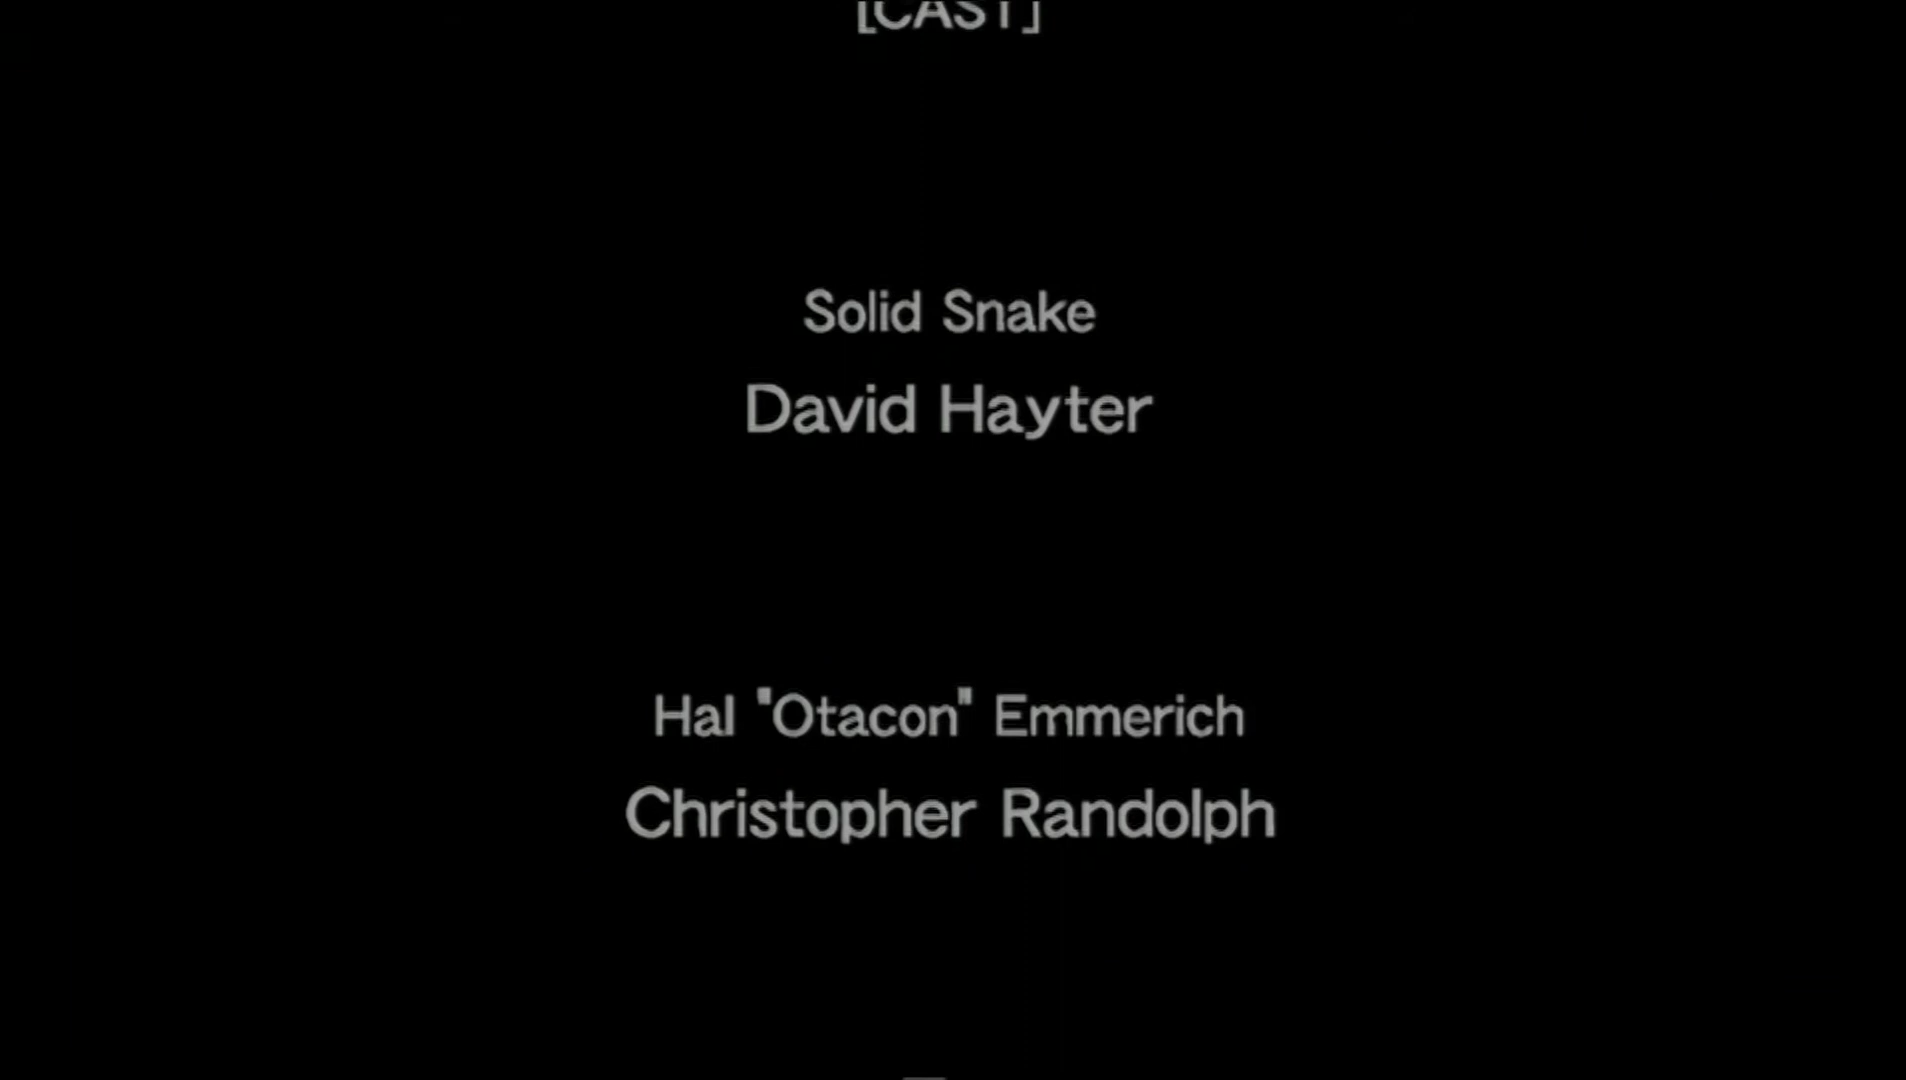 [CAST]
Solid Snake
David Hayter
Hal "Otacon" Emmerich
Christopher Randolph